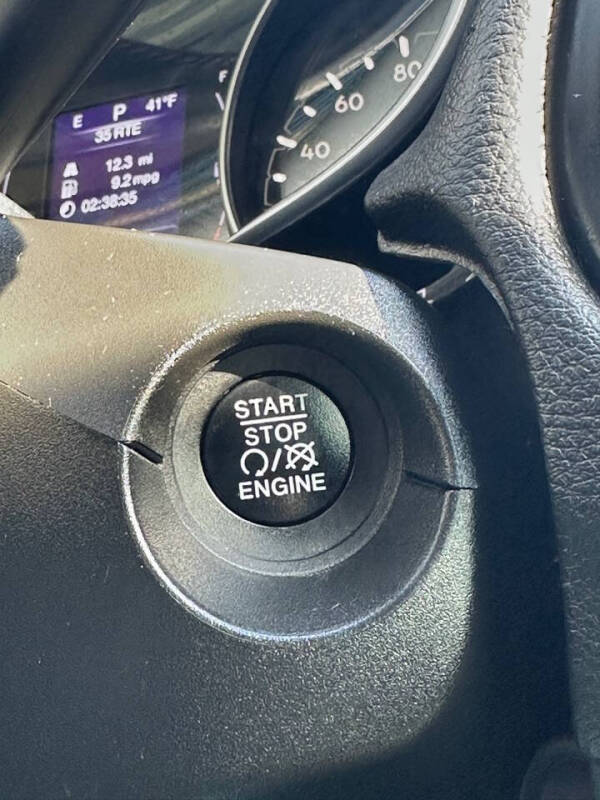 E P 41°F
35 RTE
12.3 mi
9.2 mpg
02:38:35
F
40
60
80
START
STOP
/
ENGINE